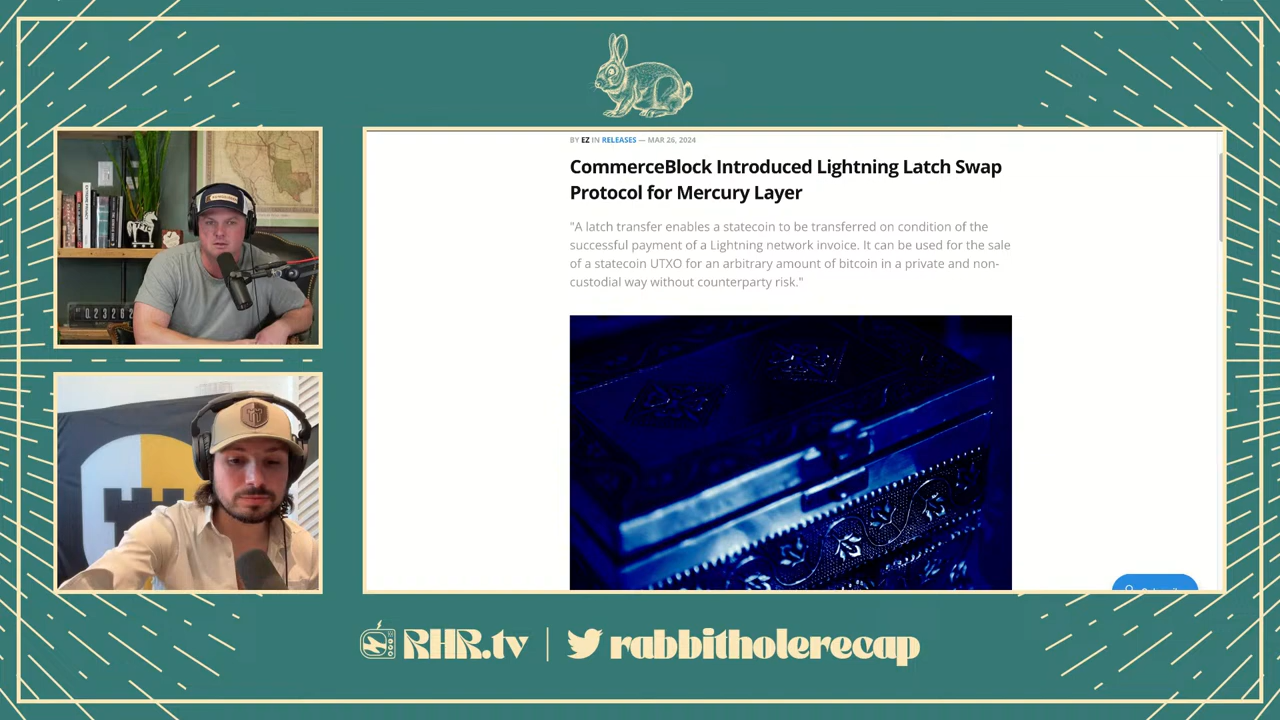 BY EZ IN RELEASES — MAR 26, 2024
CommerceBlock Introduced Lightning Latch Swap
Protocol for Mercury Layer
"A latch transfer enables a statecoin to be transferred on condition of the
successful payment of a Lightning network invoice. It can be used for the sale
of a statecoin UTXO for an arbitrary amount of bitcoin in a private and non-
custodial way without counterparty risk."
TFTC
RHR.tv
rabbitholerecap